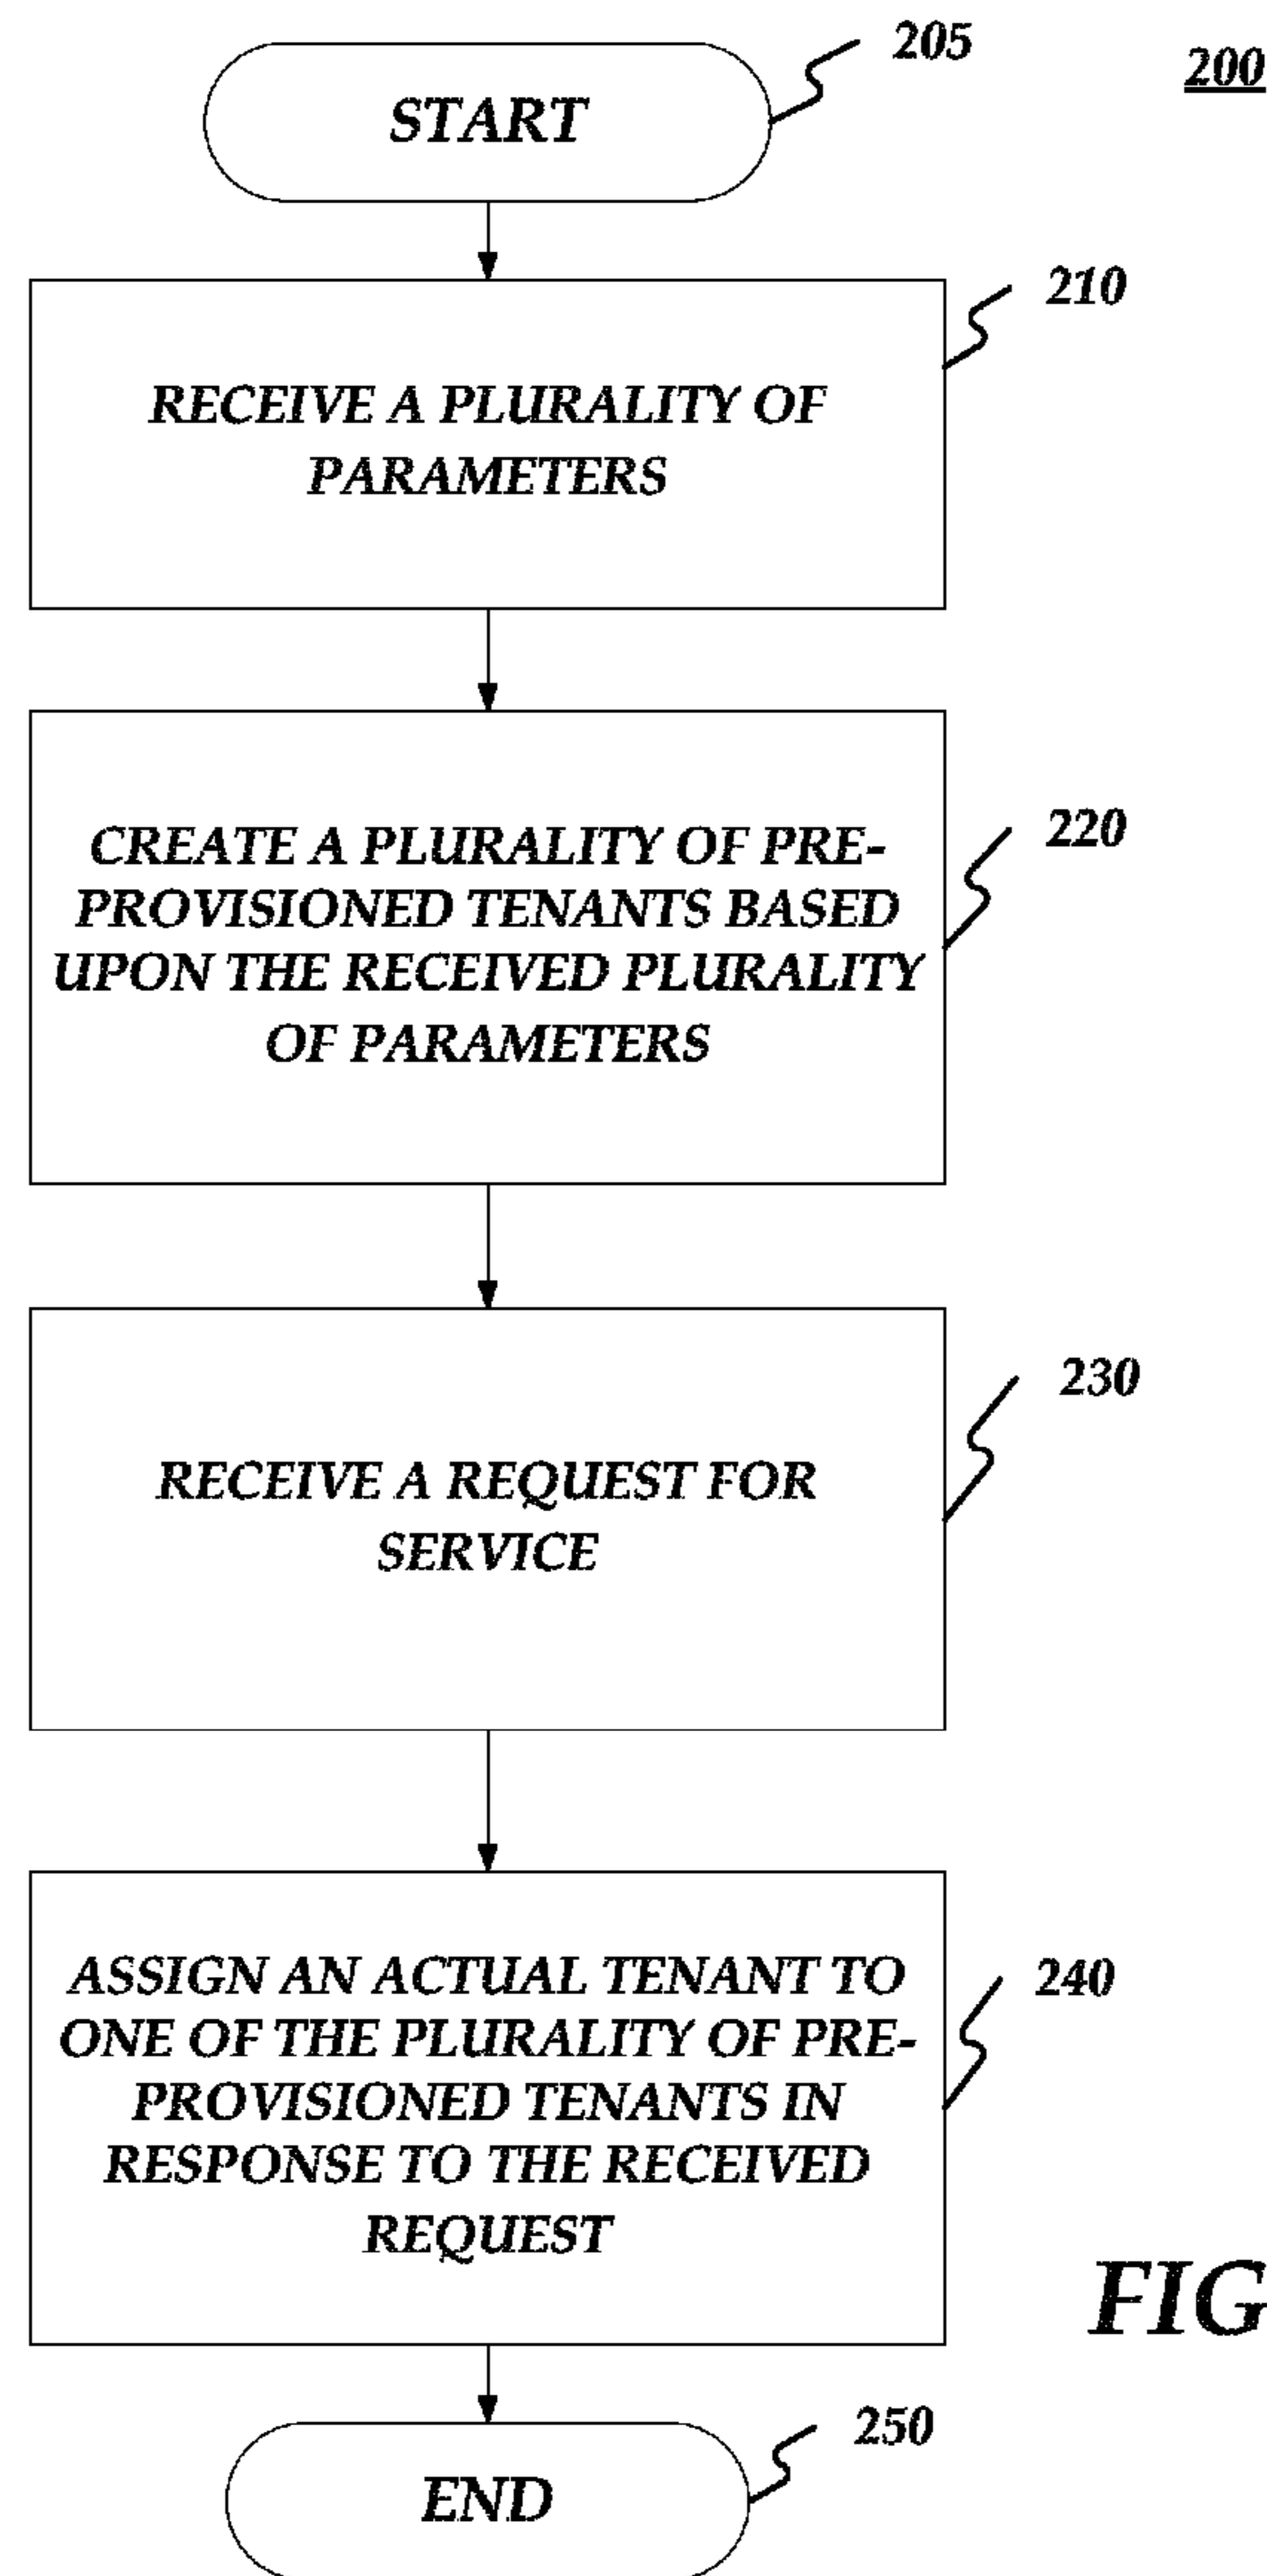 205
200
START
210
RECEIVE A PLURALITY OF
PARAMETERS
220
CREATE A PLURALITY OF PRE-
PROVISIONED TENANTS BASED
UPON THE RECEIVED PLURALITY
OF PARAMETERS
230
RECEIVE A REQUEST FOR
SERVICE
240
ASSIGN AN ACTUAL TENANT TO
ONE OF THE PLURALITY OF PRE-
PROVISIONED TENANTS IN
RESPONSE TO THE RECEIVED
REQUEST
FIG
250
END